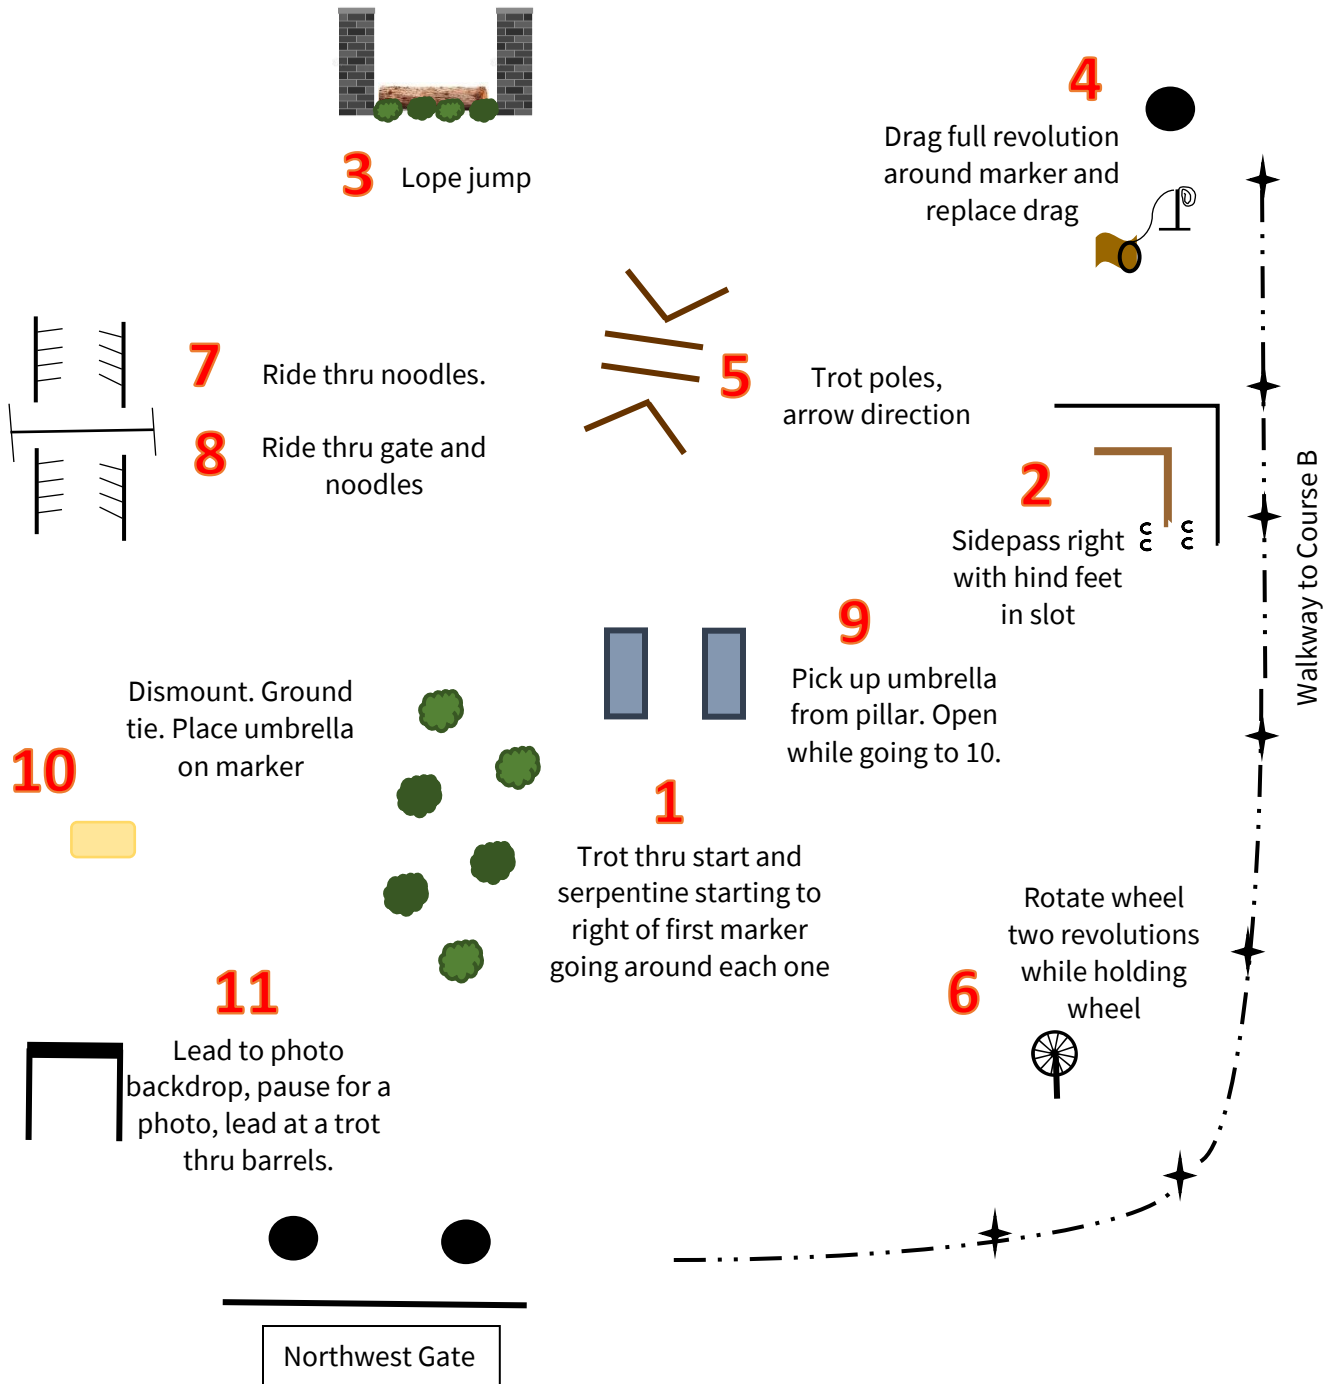 4
Drag full revolution
around marker and
replace drag
3
Lope jump
7
Ride thru noodles.
8
Ride thru gate and
noodles
5
Trot poles,
arrow direction
2
Sidepass right
with hind feet
in slot
Walkway to Course B
9
Pick up umbrella
from pillar. Open
while going to 10.
Dismount. Ground
tie. Place umbrella
on marker
10
1
Trot thru start and
serpentine starting to
right of first marker
going around each one
Rotate wheel
two revolutions
while holding
wheel
6
11
Lead to photo
backdrop, pause for a
photo, lead at a trot
thru barrels.
Northwest Gate